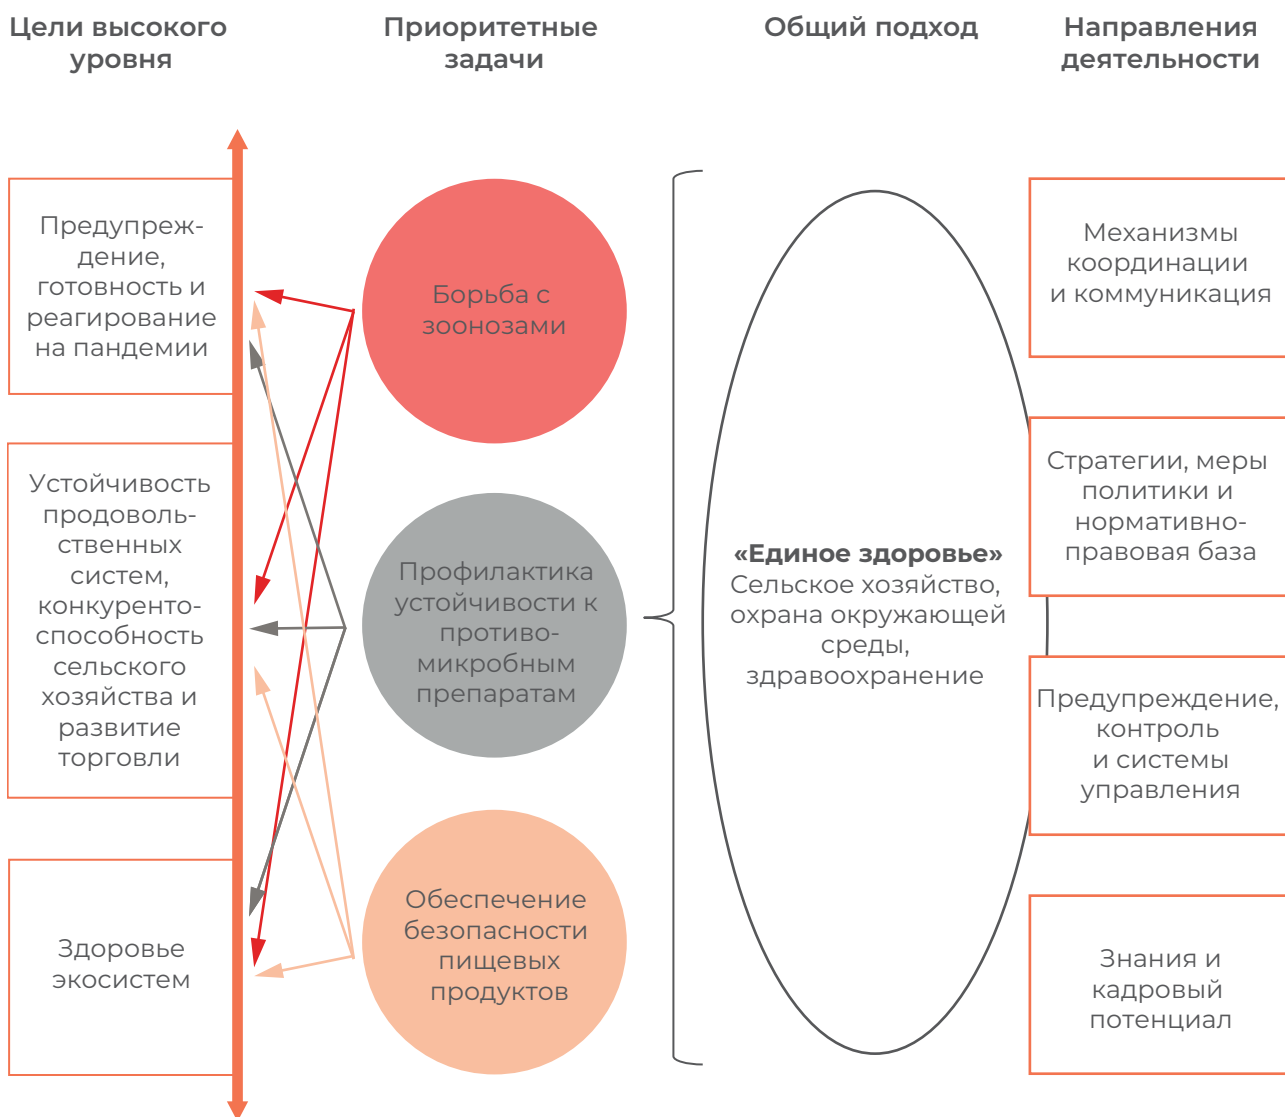 Цели высокого
уровня
Приоритетные
задачи
Общий подход
Направления
деятельности
Предупреж-
дение,
готовность и
реагирование
на пандемии
Устойчивость
продоволь-
ственных
систем,
конкуренто-
способность
сельского
хозяйства и
развитие
торговли
Здоровье
экосистем
Борьба с
зоонозами
Профилактика
устойчивости к
противо-
микробным
препаратам
Обеспечение
безопасности
пищевых
продуктов
«Единое здоровье»
Сельское хозяйство,
охрана окружающей
среды,
здравоохранение
Механизмы
координации
и коммуникация
Стратегии, меры
политики и
нормативно-
правовая база
Предупреждение,
контроль
и системы
управления
Знания и
кадровый
потенциал